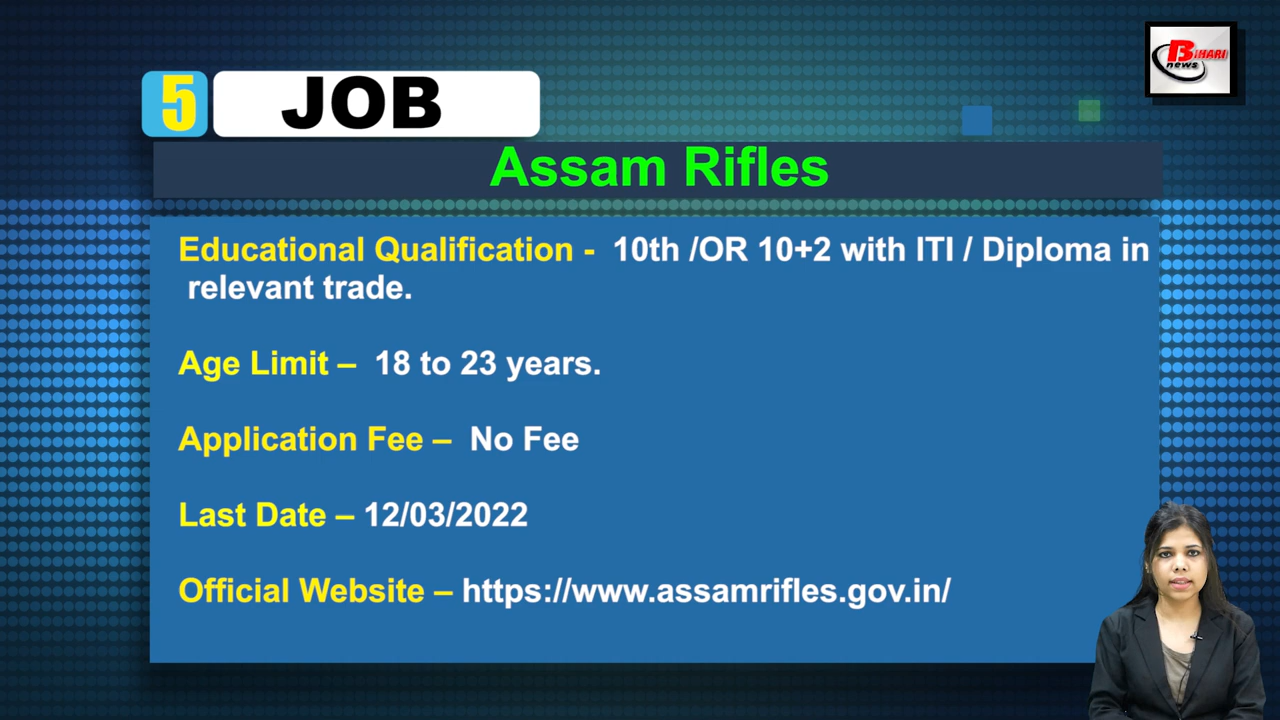 BIHARI
news
5 JOB
Assam Rifles
Educational Qualification - 10th /OR 10+2 with ITI / Diploma in
relevant trade.
Age Limit – 18 to 23 years.
Application Fee – No Fee
Last Date – 12/03/2022
Official Website – https://www.assamrifles.gov.in/